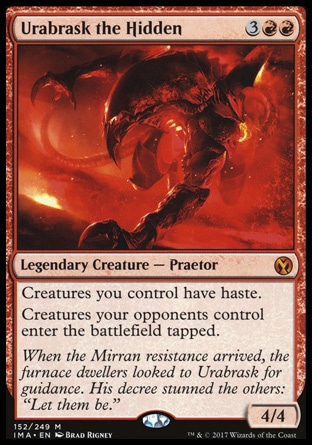 Urabrask the Hidden 3
Legendary Creature — Praetor
Creatures you control have haste.
Creatures your opponents control
enter the battlefield tapped.
When the Mirran resistance arrived, the
furnace dwellers looked to Urabrask for
guidance. His decree stunned the others:
“Let them be.”
4/4
152/249 M
IMA • EN Brad Rigney
™ & © 2017 Wizards of the Coast